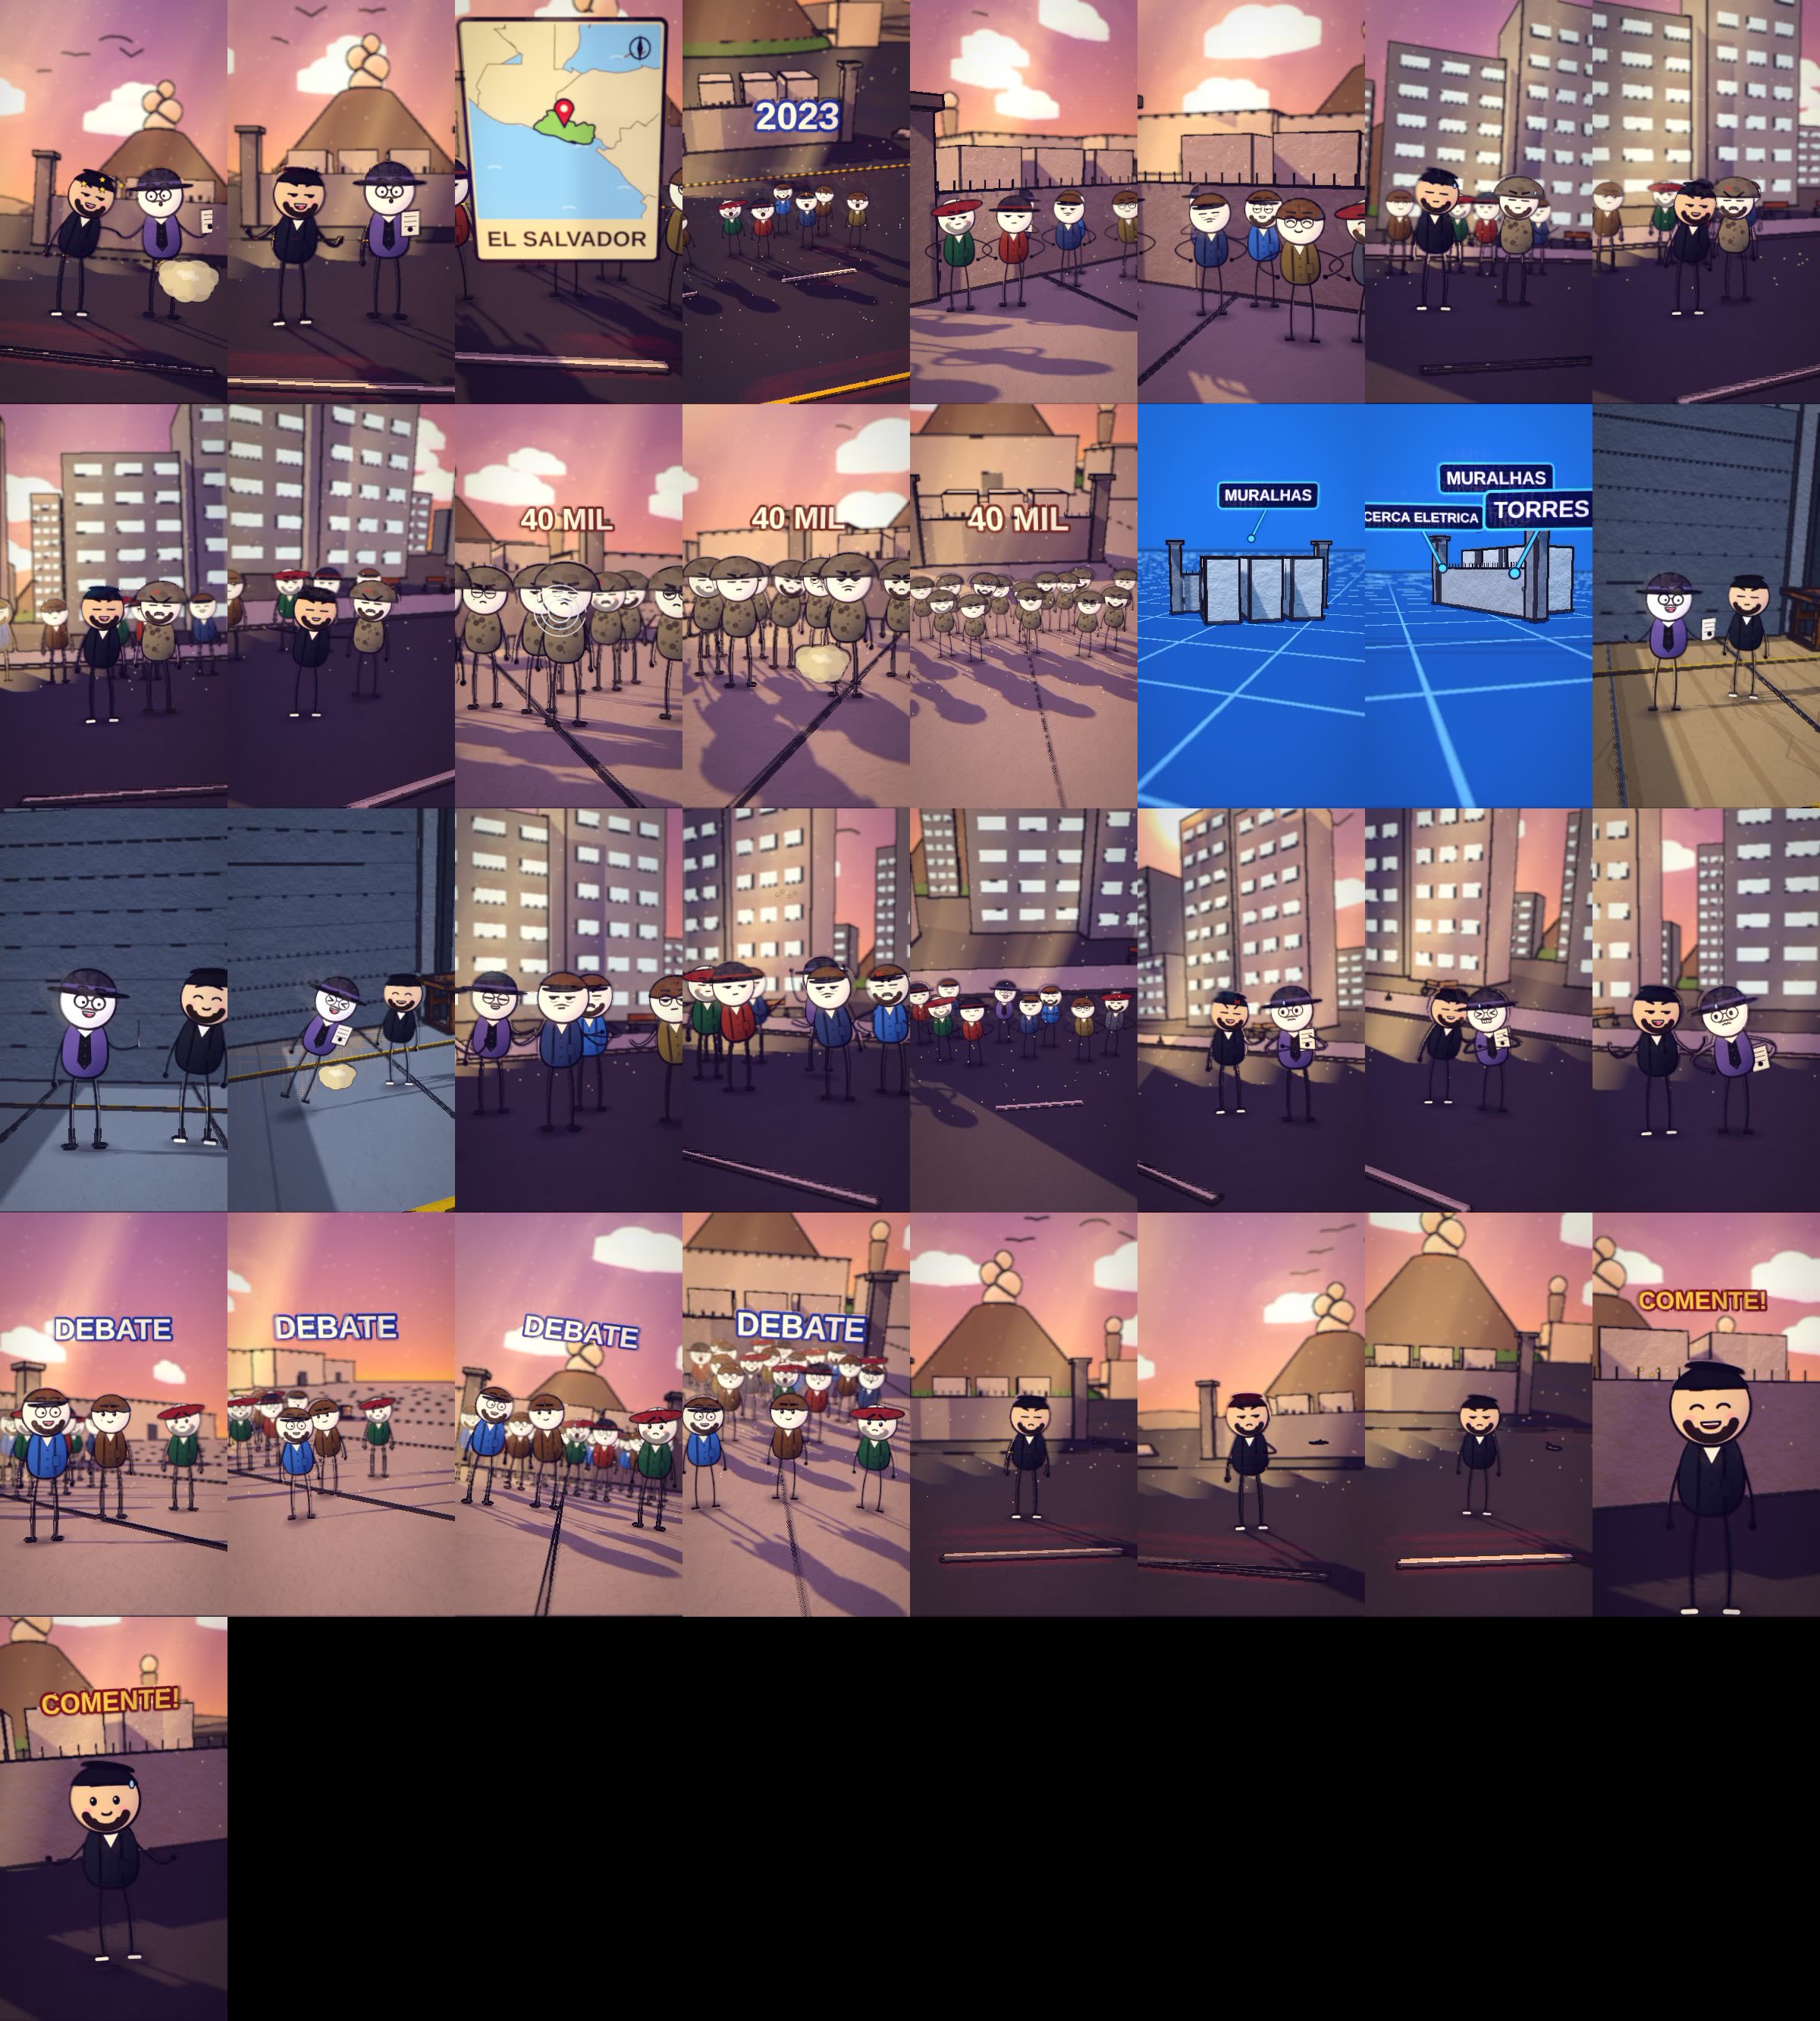 EL SALVADOR
2023
40 MIL
40 MIL
40 MIL
MURALHAS
MURALHAS
CERCA ELETRICA
TORRES
DEBATE
DEBATE
DEBATE
DEBATE
COMENTE!
COMENTE!